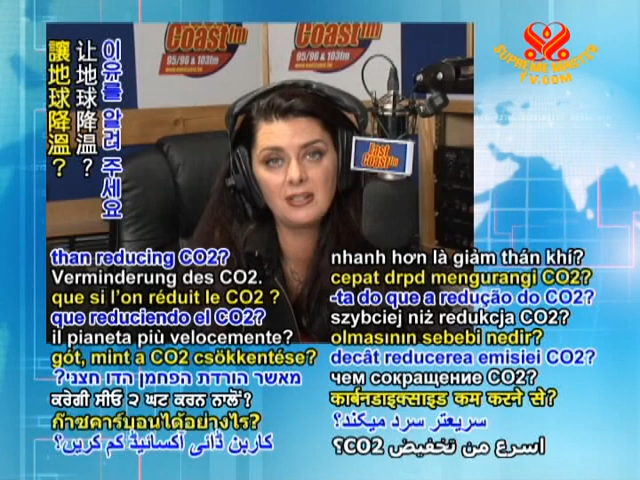 Coast fm
95/96 & 103fm
Coast fm
95/96 & 103fm
SUPREME MASTER
TV.COM
East
Coast fm
讓地球降溫？
让地球降温？
이유를 알려 주세요
than reducing CO2?
Verminderung des CO2.
que si l'on réduit le CO2 ?
que reduciendo el CO2?
il pianeta più velocemente?
gót, mint a CO2 csökkentése?
מאשר הורדת הפחמן הדו חצני?
ਕਰੇਗੀ ਸੀਓ ੨ ਘਟ ਕਰਨ ਨਾਲੋਂ?
ก๊าซคาร์บอนได้อย่างไร?
کاربن ڈائی آکسائیڈ کم کریں؟
nhanh hơn là giảm thán khí?
cepat drpd mengurangi CO2?
-ta do que a redução do CO2?
szybciej niż redukcja CO2?
olmasının sebebi nedir?
decât reducerea emisiei CO2?
чем сокращение CO2?
कार्बनडाइक्साइड कम करने से?
سریعتر سرد میکند؟
اسرع من تخفيض CO2؟